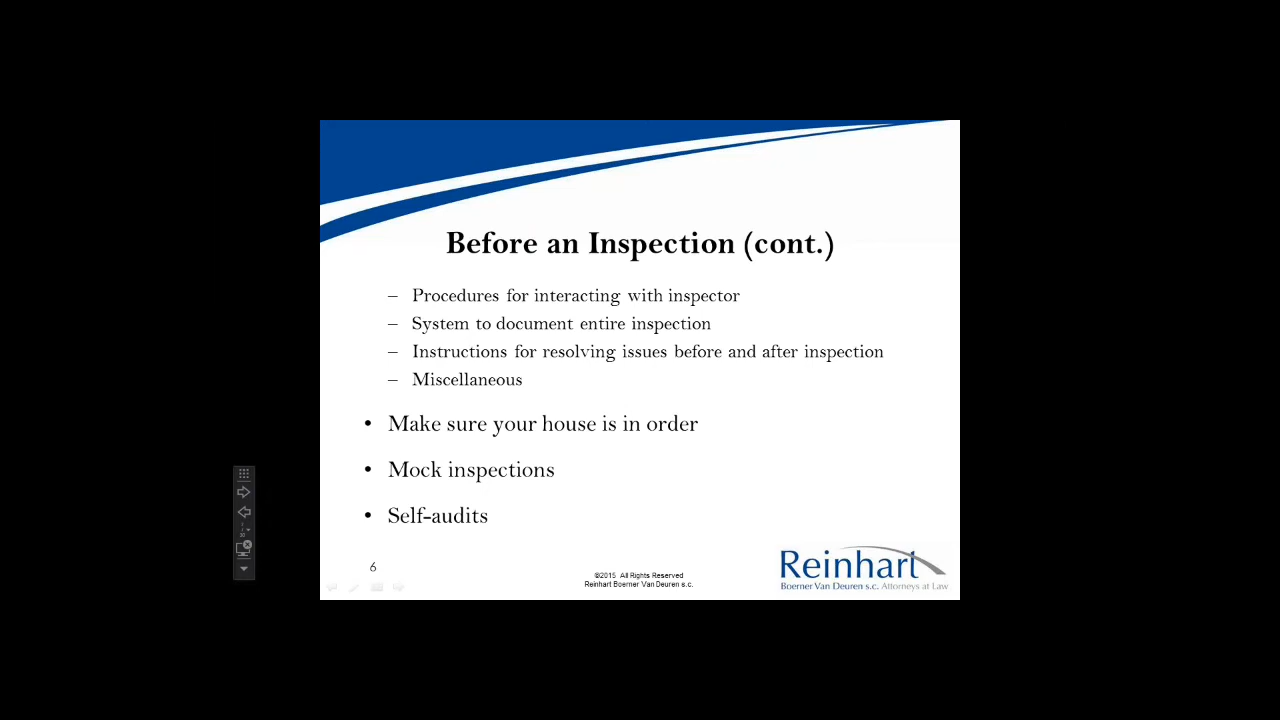 Before an Inspection (cont.)
– Procedures for interacting with inspector
– System to document entire inspection
– Instructions for resolving issues before and after inspection
– Miscellaneous
• Make sure your house is in order
• Mock inspections
• Self-audits
6
©2015 All Rights Reserved
Reinhart Boerner Van Deuren s.c.
Reinhart
Boerner Van Deuren s.c. Attorneys at Law